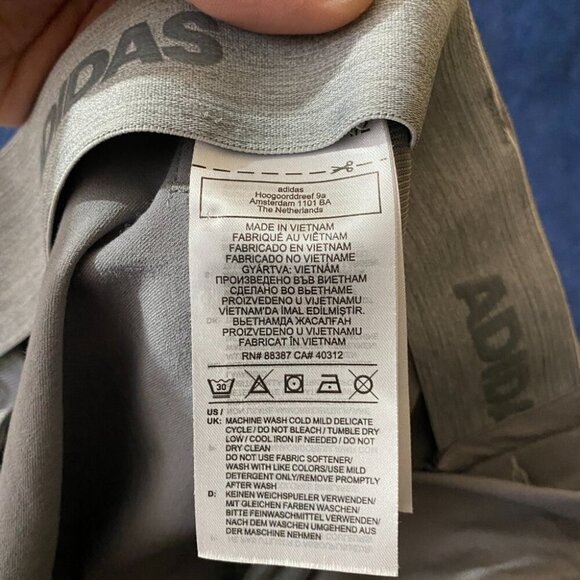 ADIDAS
adidas
Hoogoorddreef 9a
Amsterdam 1101 BA
The Netherlands
MADE IN VIETNAM
FABRIQUÉ AU VIÊTNAM
FABRICADO EN VIETNAM
FABRICADO NO VIETNAME
GYÁRTVA: VIETNÁM
ПРОИЗВЕДЕНО ВЪВ ВИЕТНАМ
СДЕЛАНО ВО ВЬЕТНАМЕ
PROIZVEDENO U VIJETNAMU
VİETNAM'DA İMAL EDİLMİŞTİR.
ВЬЕТНАМДА ЖАСАЛҒАН
PROIZVEDENO U VIJETNAMU
FABRICAT ÎN VIETNAM
RN# 88387 CA# 40312
30
US /
UK: MACHINE WASH COLD MILD DELICATE
CYCLE / DO NOT BLEACH / TUMBLE DRY
LOW / COOL IRON IF NEEDED / DO NOT
DRY CLEAN
DO NOT USE FABRIC SOFTENER/
WASH WITH LIKE COLORS/USE MILD
DETERGENT ONLY/REMOVE PROMPTLY
AFTER WASH
D: KEINEN WEICHSPUELER VERWENDEN/
MIT GLEICHEN FARBEN WASCHEN/
BITTE FEINWASCHMITTEL VERWENDEN/
NACH DEM WASCHEN UMGEHEND AUS
DER MASCHINE NEHMEN
ADIDA